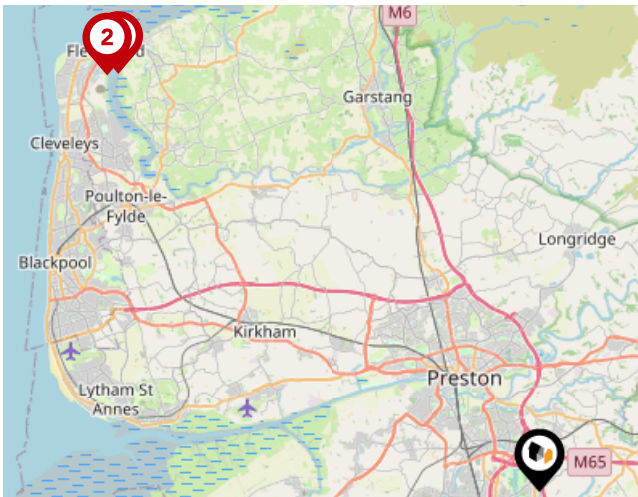 M6
2
Garstang
Cleveleys
Poulton-le-
Fylde
Longridge
Blackpool
Kirkham
Preston
Lytham St
Annes
M65